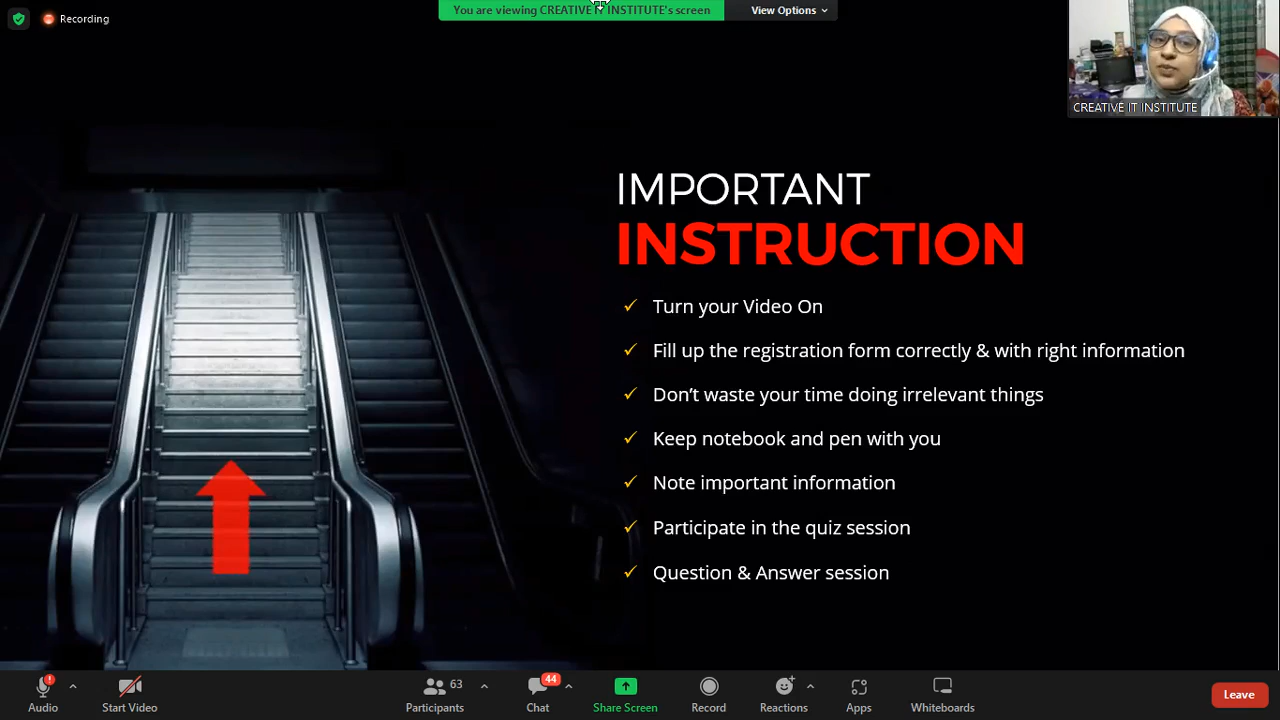 Recording
You are viewing CREATIVE IT INSTITUTE's screen
View Options
CREATIVE IT INSTITUTE
IMPORTANT
INSTRUCTION
Turn your Video On
Fill up the registration form correctly & with right information
Don’t waste your time doing irrelevant things
Keep notebook and pen with you
Note important information
Participate in the quiz session
Question & Answer session
Audio
Start Video
63
Participants
44
Chat
Share Screen
Record
Reactions
Apps
Whiteboards
Leave